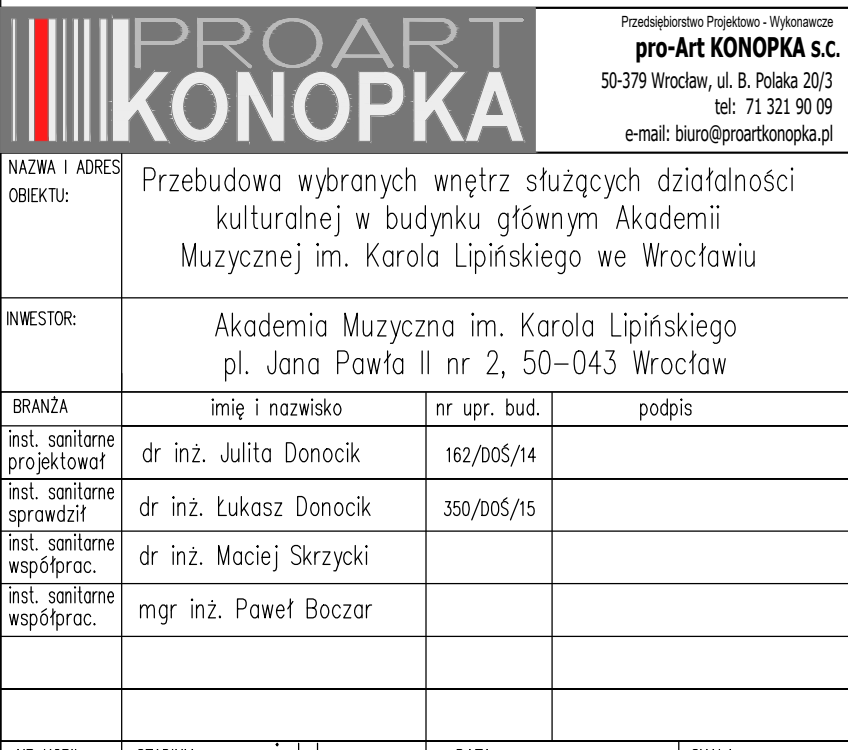 PROART
KONOPKA
Przedsiębiorstwo Projektowo - Wykonawcze
pro-Art KONOPKA s.c.
50-379 Wrocław, ul. B. Polaka 20/3
tel: 71 321 90 09
e-mail: biuro@proartkonopka.pl
NAZWA I ADRES
OBIEKTU:
Przebudowa wybranych wnętrz służących działalności
kulturalnej w budynku głównym Akademii
Muzycznej im. Karola Lipińskiego we Wrocławiu
INWESTOR:
Akademia Muzyczna im. Karola Lipińskiego
pl. Jana Pawła II nr 2, 50-043 Wrocław
BRANŻA imię i nazwisko nr upr. bud. podpis
inst. sanitarne
projektował
dr inż. Julita Donocik 162/DOŚ/14
inst. sanitarne
sprawdził
dr inż. Łukasz Donocik 350/DOŚ/15
inst. sanitarne
współprac.
dr inż. Maciej Skrzycki
inst. sanitarne
współprac.
mgr inż. Paweł Boczar